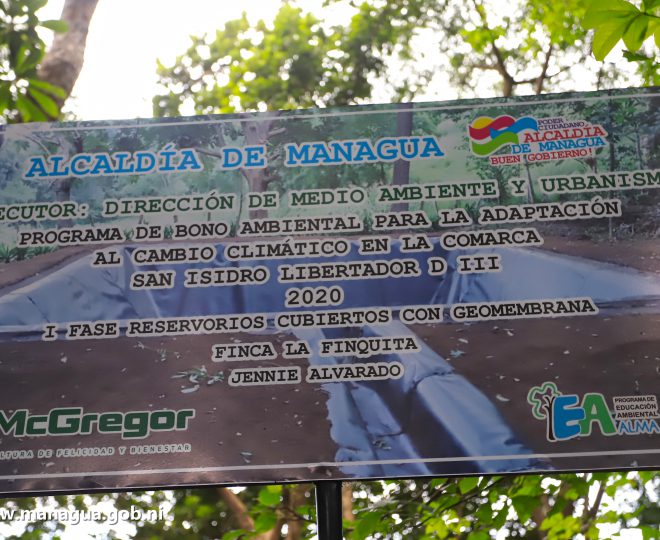 ALCALDÍA DE MANAGUA
PODER
CIUDADANO
ALCALDÍA
DE MANAGUA
BUEN GOBIERNO!
ECUTOR: DIRECCIÓN DE MEDIO AMBIENTE Y URBANISM
PROGRAMA DE BONO AMBIENTAL PARA LA ADAPTACIÓN
AL CAMBIO CLIMÁTICO EN LA COMARCA
SAN ISIDRO LIBERTADOR D III
2020
I FASE RESERVORIOS CUBIERTOS CON GEOMEMBRANA
FINCA LA FINQUITA
JENNIE ALVARADO
McGregor
LTURA DE FELICIDAD Y BIENESTAR
EA
PROGRAMA DE
EDUCACIÓN
AMBIENTAL
ALMA
w.managua.gob.ni